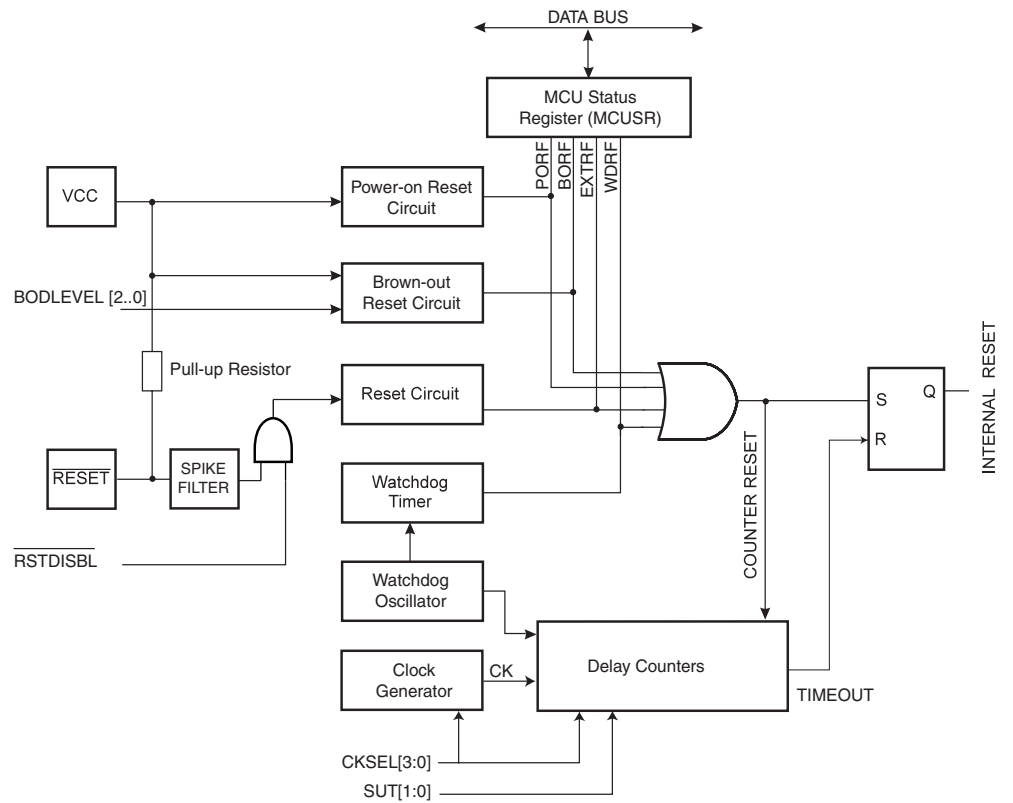 DATA BUS
MCU Status
Register (MCUSR)
PORF
BORF
EXTRF
WDRF
VCC
Power-on Reset
Circuit
BODLEVEL [2..0]
Brown-out
Reset Circuit
Pull-up Resistor
Reset Circuit
S
Q
R
INTERNAL RESET
RESET
SPIKE
FILTER
Watchdog
Timer
COUNTER RESET
RSTDISBL
Watchdog
Oscillator
Clock
Generator
CK
Delay Counters
TIMEOUT
CKSEL[3:0]
SUT[1:0]